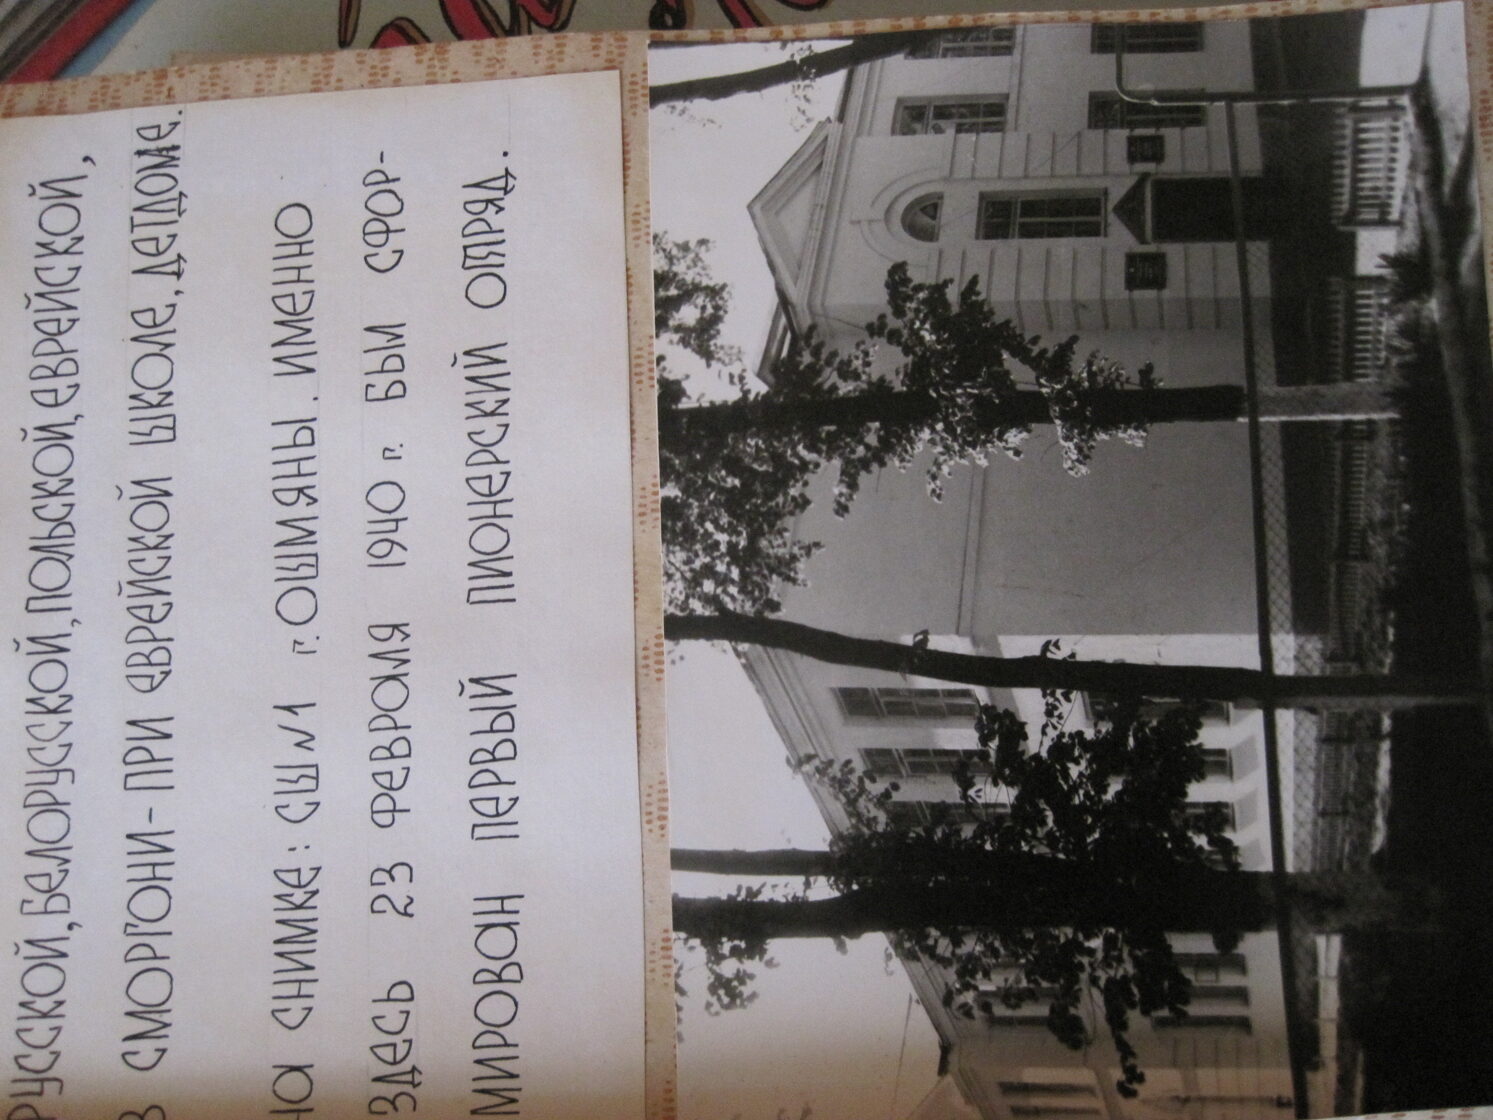 РУССКОЙ, БЕЛОРУССКОЙ, ПОЛЬСКОЙ, ЕВРЕЙСКОЙ,
В СМОРГОНИ - ПРИ ЕВРЕЙСКОЙ ШКОЛЕ, ДЕТДОМЕ.
НА СНИМКЕ: СШ №1 г. ОШМЯНЫ. ИМЕННО
ЗДЕСЬ 23 ФЕВРАЛЯ 1940 г. БЫЛ СФОР-
МИРОВАН ПЕРВЫЙ ПИОНЕРСКИЙ ОТРЯД.